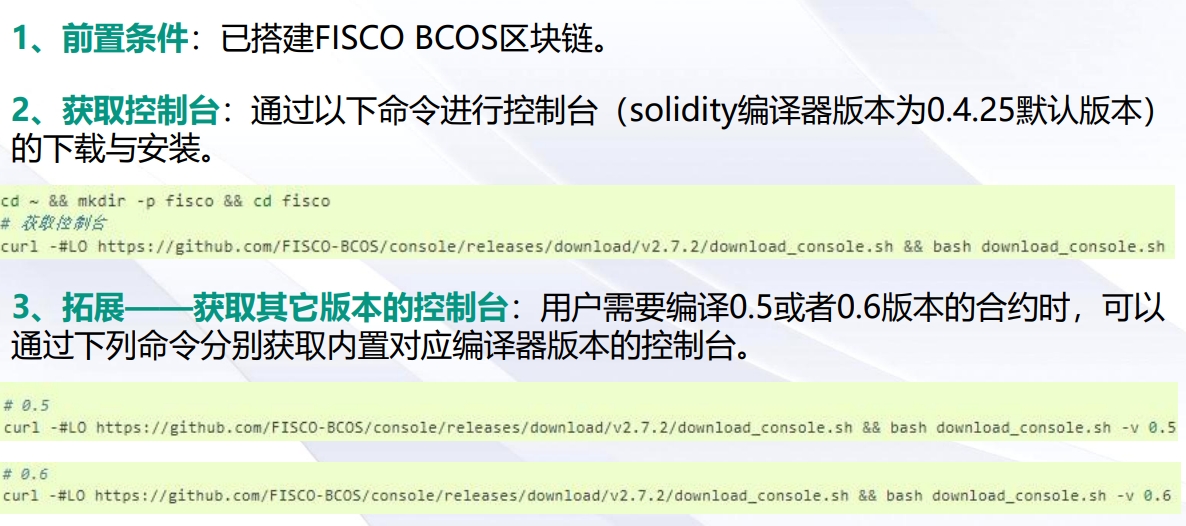 1、前置条件：已搭建FISCO BCOS区块链。
2、获取控制台：通过以下命令进行控制台（solidity编译器版本为0.4.25默认版本）
的下载与安装。
cd ~ && mkdir -p fisco && cd fisco
# 获取控制台
curl -#LO https://github.com/FISCO-BCOS/console/releases/download/v2.7.2/download_console.sh && bash download_console.sh
3、拓展——获取其它版本的控制台：用户需要编译0.5或者0.6版本的合约时，可以
通过下列命令分别获取内置对应编译器版本的控制台。
# 0.5
curl -#LO https://github.com/FISCO-BCOS/console/releases/download/v2.7.2/download_console.sh && bash download_console.sh -v 0.5
# 0.6
curl -#LO https://github.com/FISCO-BCOS/console/releases/download/v2.7.2/download_console.sh && bash download_console.sh -v 0.6